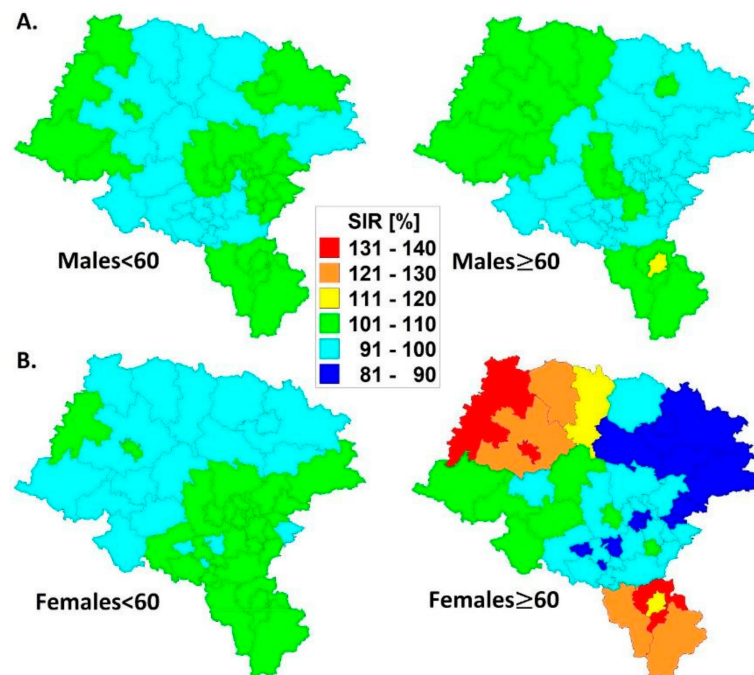 A.
Males<60
Males≥60
SIR [%]
131 - 140
121 - 130
111 - 120
101 - 110
91 - 100
81 - 90
B.
Females<60
Females≥60